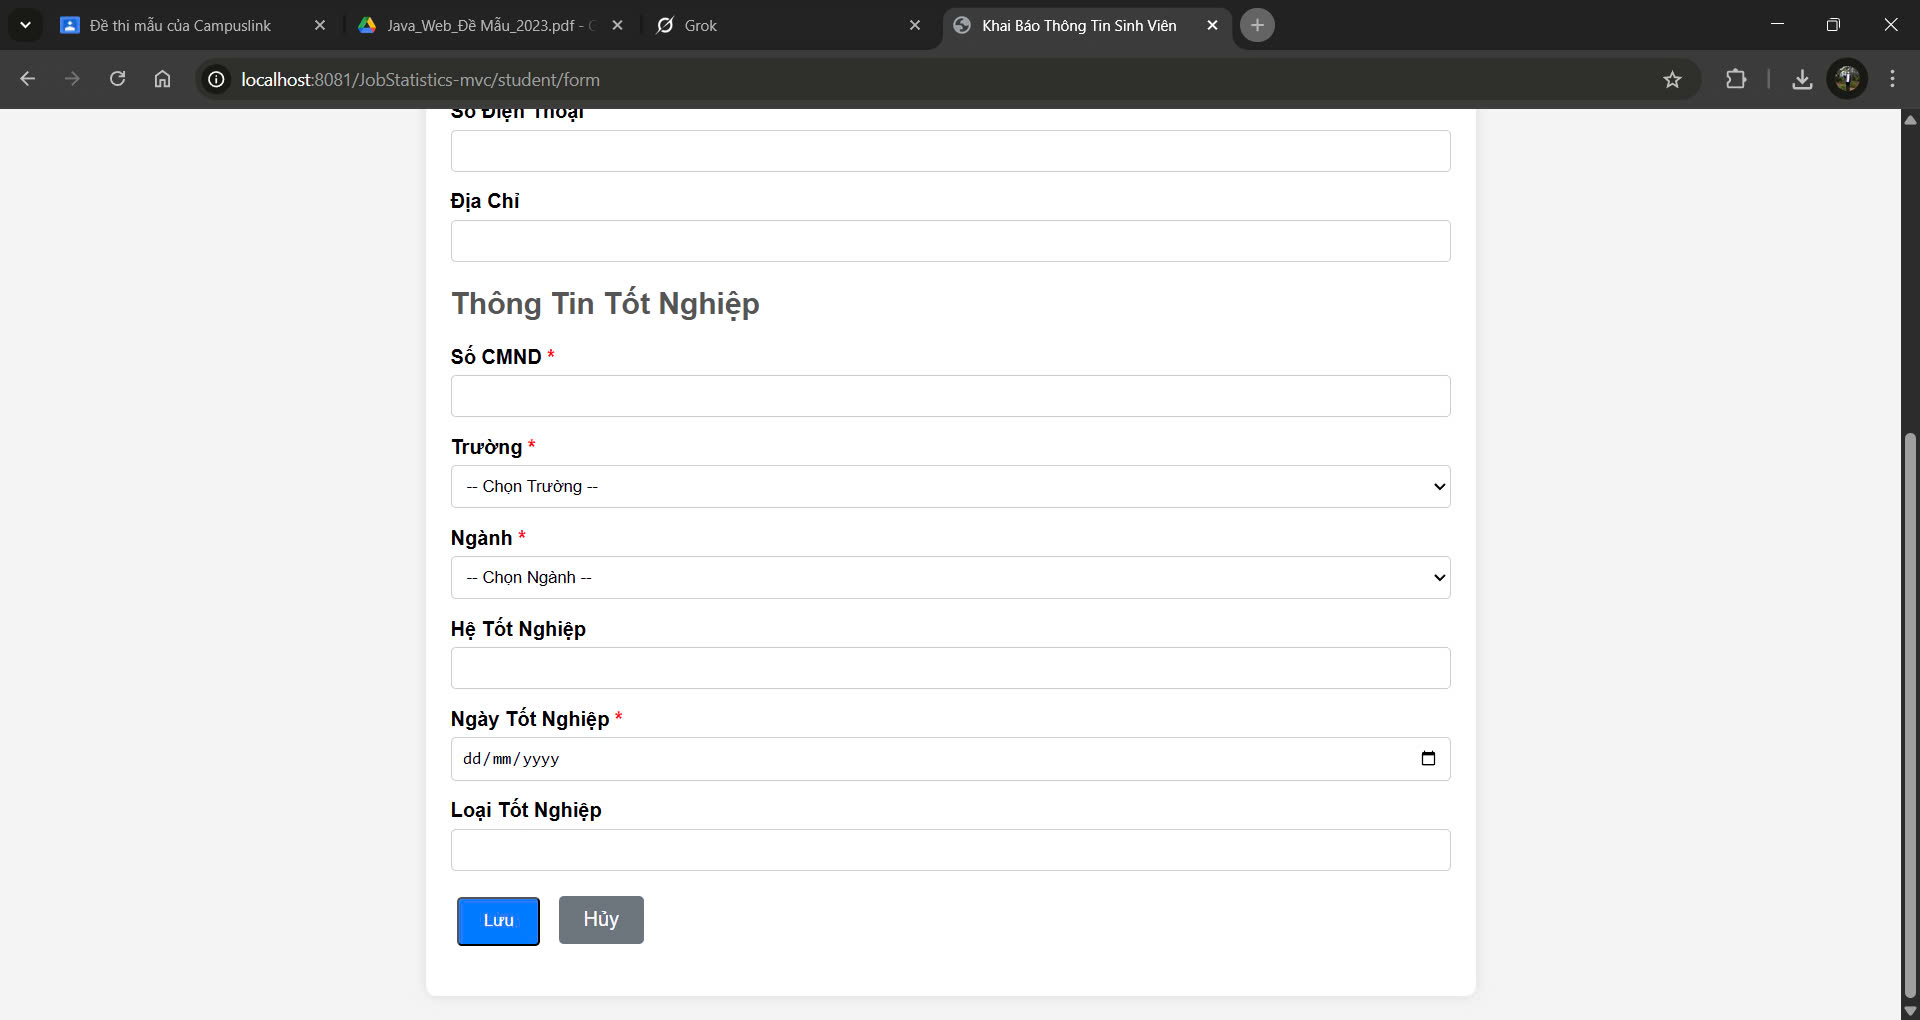 Đề thi mẫu của Campuslink
Java_Web_Đề Mẫu_2023.pdf - G
Grok
Khai Báo Thông Tin Sinh Viên
localhost:8081/JobStatistics-mvc/student/form
Số Điện Thoại
Địa Chỉ
Thông Tin Tốt Nghiệp
Số CMND *
Trường *
-- Chọn Trường --
Ngành *
-- Chọn Ngành --
Hệ Tốt Nghiệp
Ngày Tốt Nghiệp *
dd/mm/yyyy
Loại Tốt Nghiệp
Lưu
Hủy